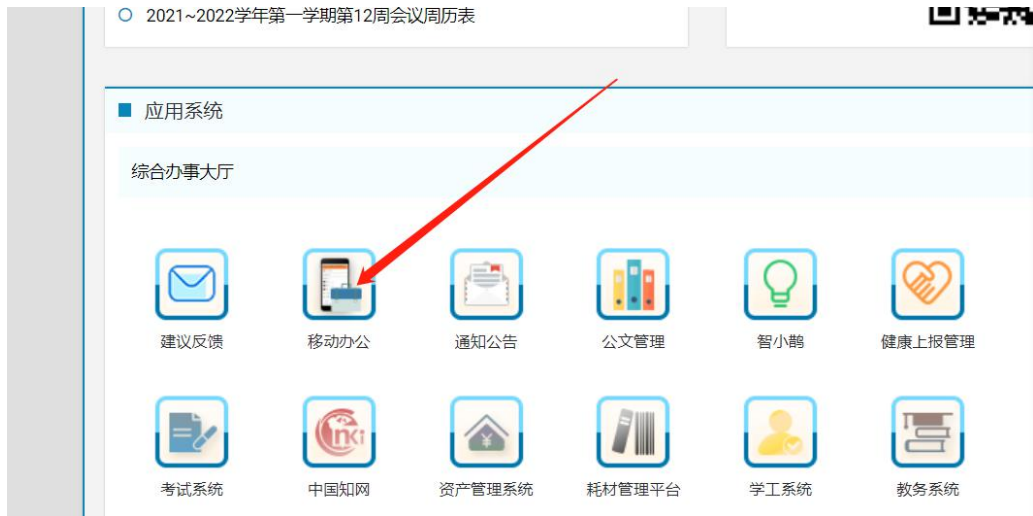 2021~2022学年第一学期第12周会议周历表
应用系统
综合办事大厅
建议反馈 移动办公 通知公告 公文管理 智小鹊 健康上报管理
cnki
考试系统 中国知网 资产管理系统 耗材管理平台 学工系统 教务系统